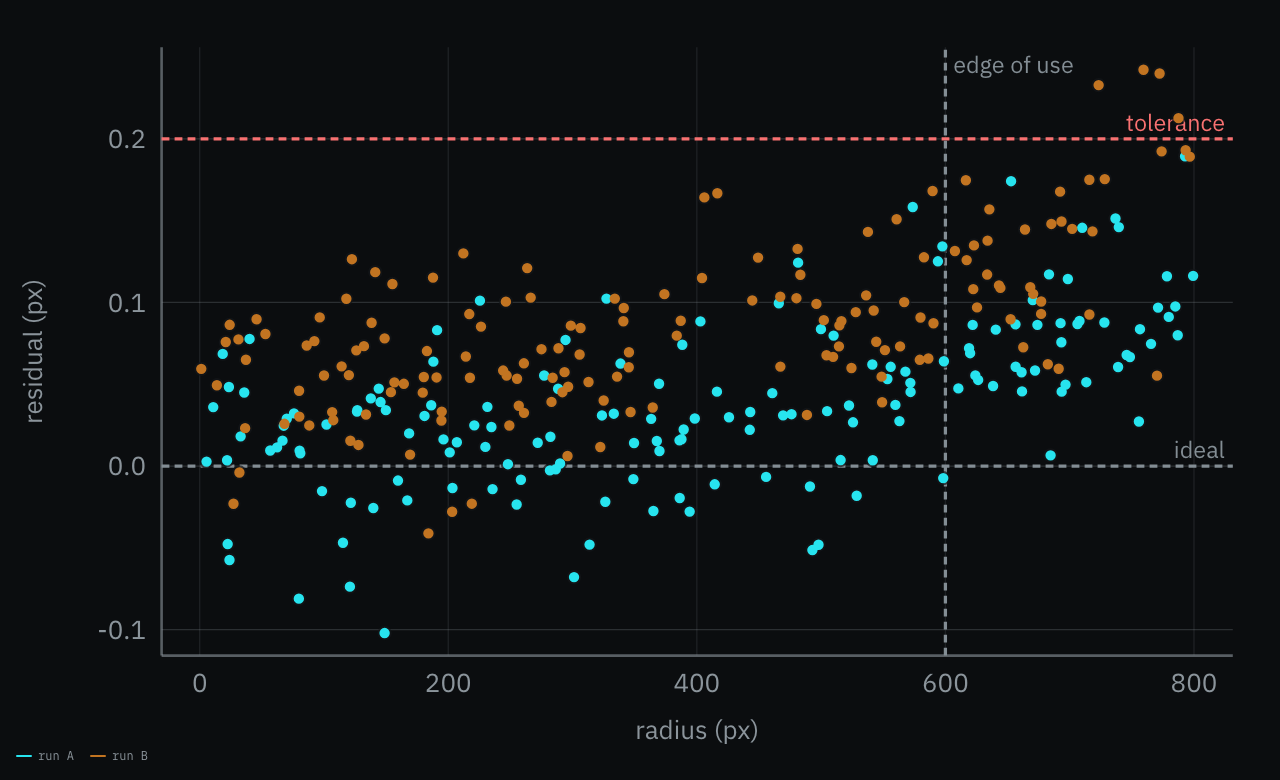 edge of use
tolerance
0.2
0.1
0.0
-0.1
ideal
residual (px)
0 200 400 600 800
radius (px)
run A run B